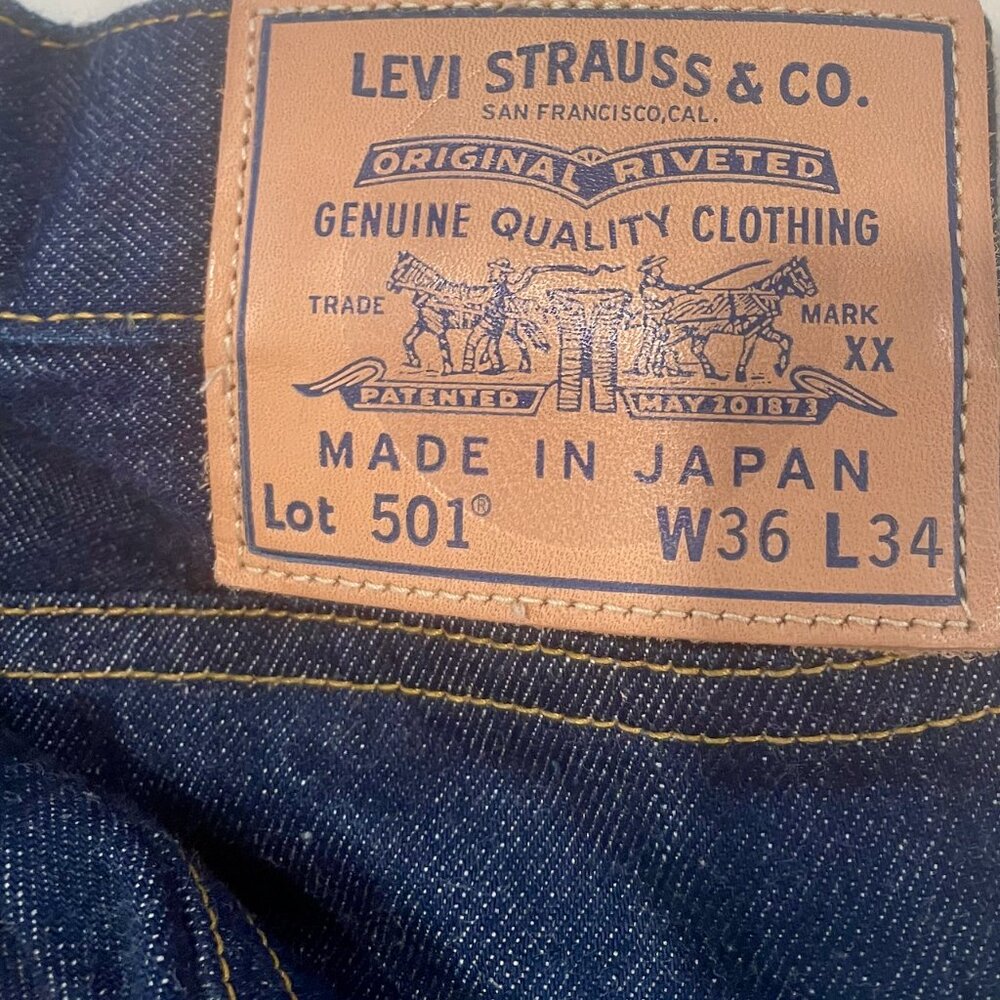 LEVI STRAUSS & CO.
SAN FRANCISCO, CAL.
ORIGINAL RIVETED
GENUINE QUALITY CLOTHING
TRADE MARK
XX
PATENTED MAY 20 1873
MADE IN JAPAN
Lot 501® W36 L34